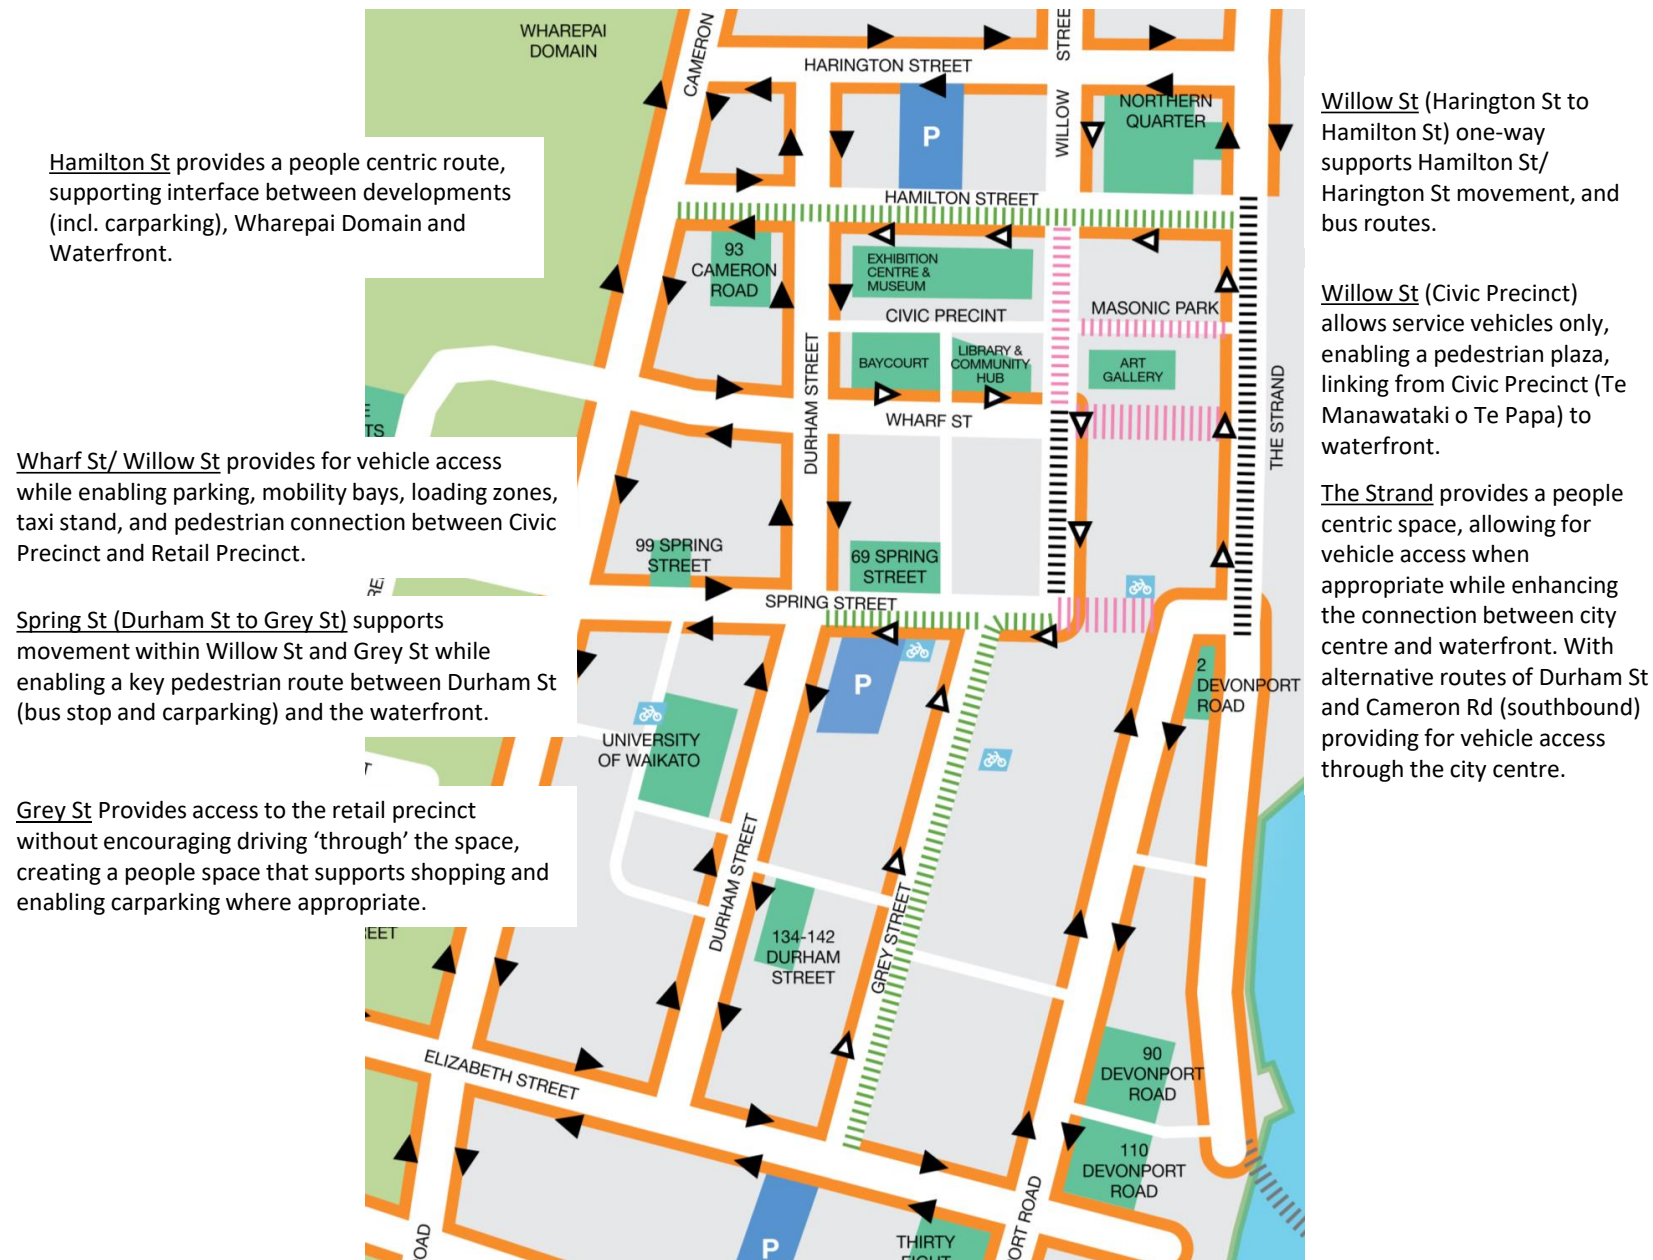 Hamilton St provides a people centric route,
supporting interface between developments
(incl. carparking), Wharepai Domain and
Waterfront.
Wharf St/ Willow St provides for vehicle access
while enabling parking, mobility bays, loading zones,
taxi stand, and pedestrian connection between Civic
Precinct and Retail Precinct.
Spring St (Durham St to Grey St) supports
movement within Willow St and Grey St while
enabling a key pedestrian route between Durham St
(bus stop and carparking) and the waterfront.
Grey St Provides access to the retail precinct
without encouraging driving ‘through’ the space,
creating a people space that supports shopping and
enabling carparking where appropriate.
WHAREPAI
DOMAIN
CAMERON
STREE
HARINGTON STREET
WILLOW
NORTHERN
QUARTER
P
HAMILTON STREET
93
CAMERON
ROAD
EXHIBITION
CENTRE &
MUSEUM
CIVIC PRECINT
MASONIC PARK
BAYCOURT
LIBRARY &
COMMUNITY
HUB
ART
GALLERY
DURHAM STREET
WHARF ST
THE STRAND
E
TS
99 SPRING
STREET
69 SPRING
STREET
RE
SPRING STREET
P
2
DEVONPORT
ROAD
UNIVERSITY
OF WAIKATO
T
DURHAM STREET
GREY STREET
134-142
DURHAM
STREET
REET
ELIZABETH STREET
90
DEVONPORT
ROAD
110
DEVONPORT
ROAD
OAD
P
THIRTY
ORT ROAD
Willow St (Harington St to
Hamilton St) one-way
supports Hamilton St/
Harington St movement, and
bus routes.
Willow St (Civic Precinct)
allows service vehicles only,
enabling a pedestrian plaza,
linking from Civic Precinct (Te
Manawataki o Te Papa) to
waterfront.
The Strand provides a people
centric space, allowing for
vehicle access when
appropriate while enhancing
the connection between city
centre and waterfront. With
alternative routes of Durham St
and Cameron Rd (southbound)
providing for vehicle access
through the city centre.